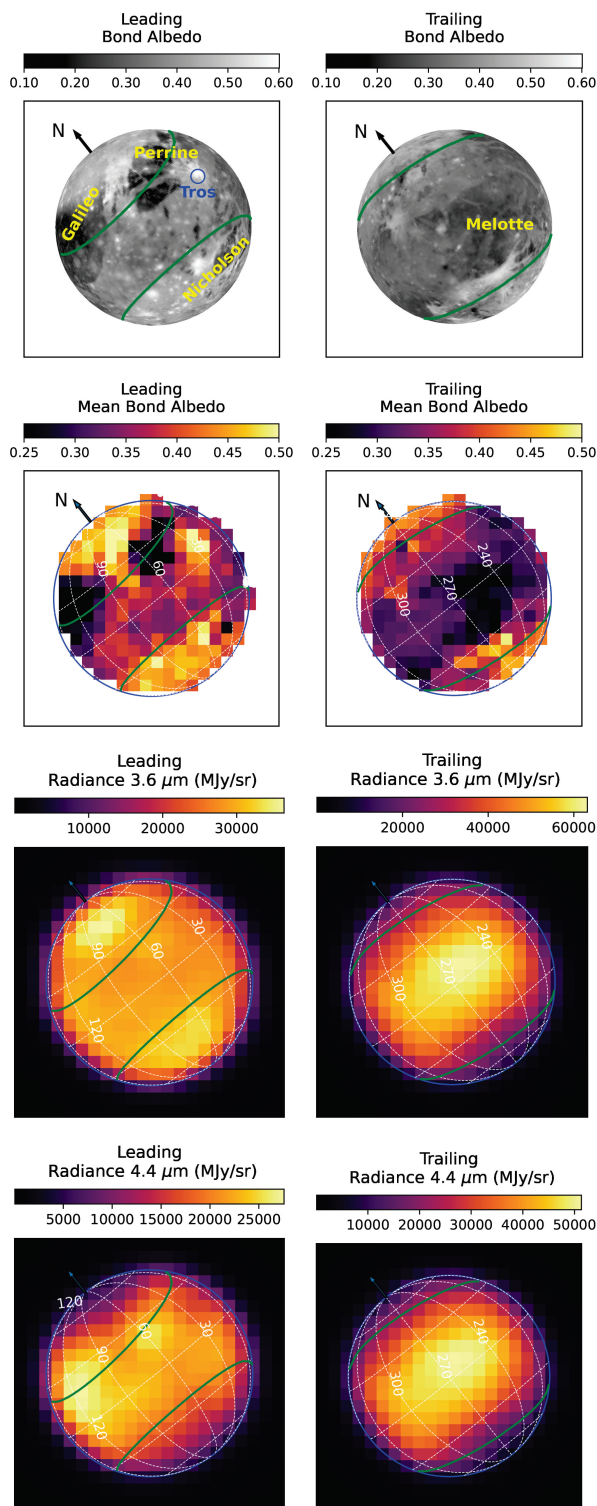 Leading
Bond Albedo
0.10 0.20 0.30 0.40 0.50 0.60
N
Perrine
Tros
Galileo
Nicholson
Trailing
Bond Albedo
0.10 0.20 0.30 0.40 0.50 0.60
N
Melotte
Leading
Mean Bond Albedo
0.25 0.30 0.35 0.40 0.45 0.50
N
90
60
30
Trailing
Mean Bond Albedo
0.25 0.30 0.35 0.40 0.45 0.50
N
240
270
300
Leading
Radiance 3.6 μm (MJy/sr)
10000 20000 30000
30
60
90
120
Trailing
Radiance 3.6 μm (MJy/sr)
20000 40000 60000
240
270
300
Leading
Radiance 4.4 μm (MJy/sr)
5000 10000 15000 20000 25000
120
30
60
90
120
Trailing
Radiance 4.4 μm (MJy/sr)
10000 20000 30000 40000 50000
240
270
300